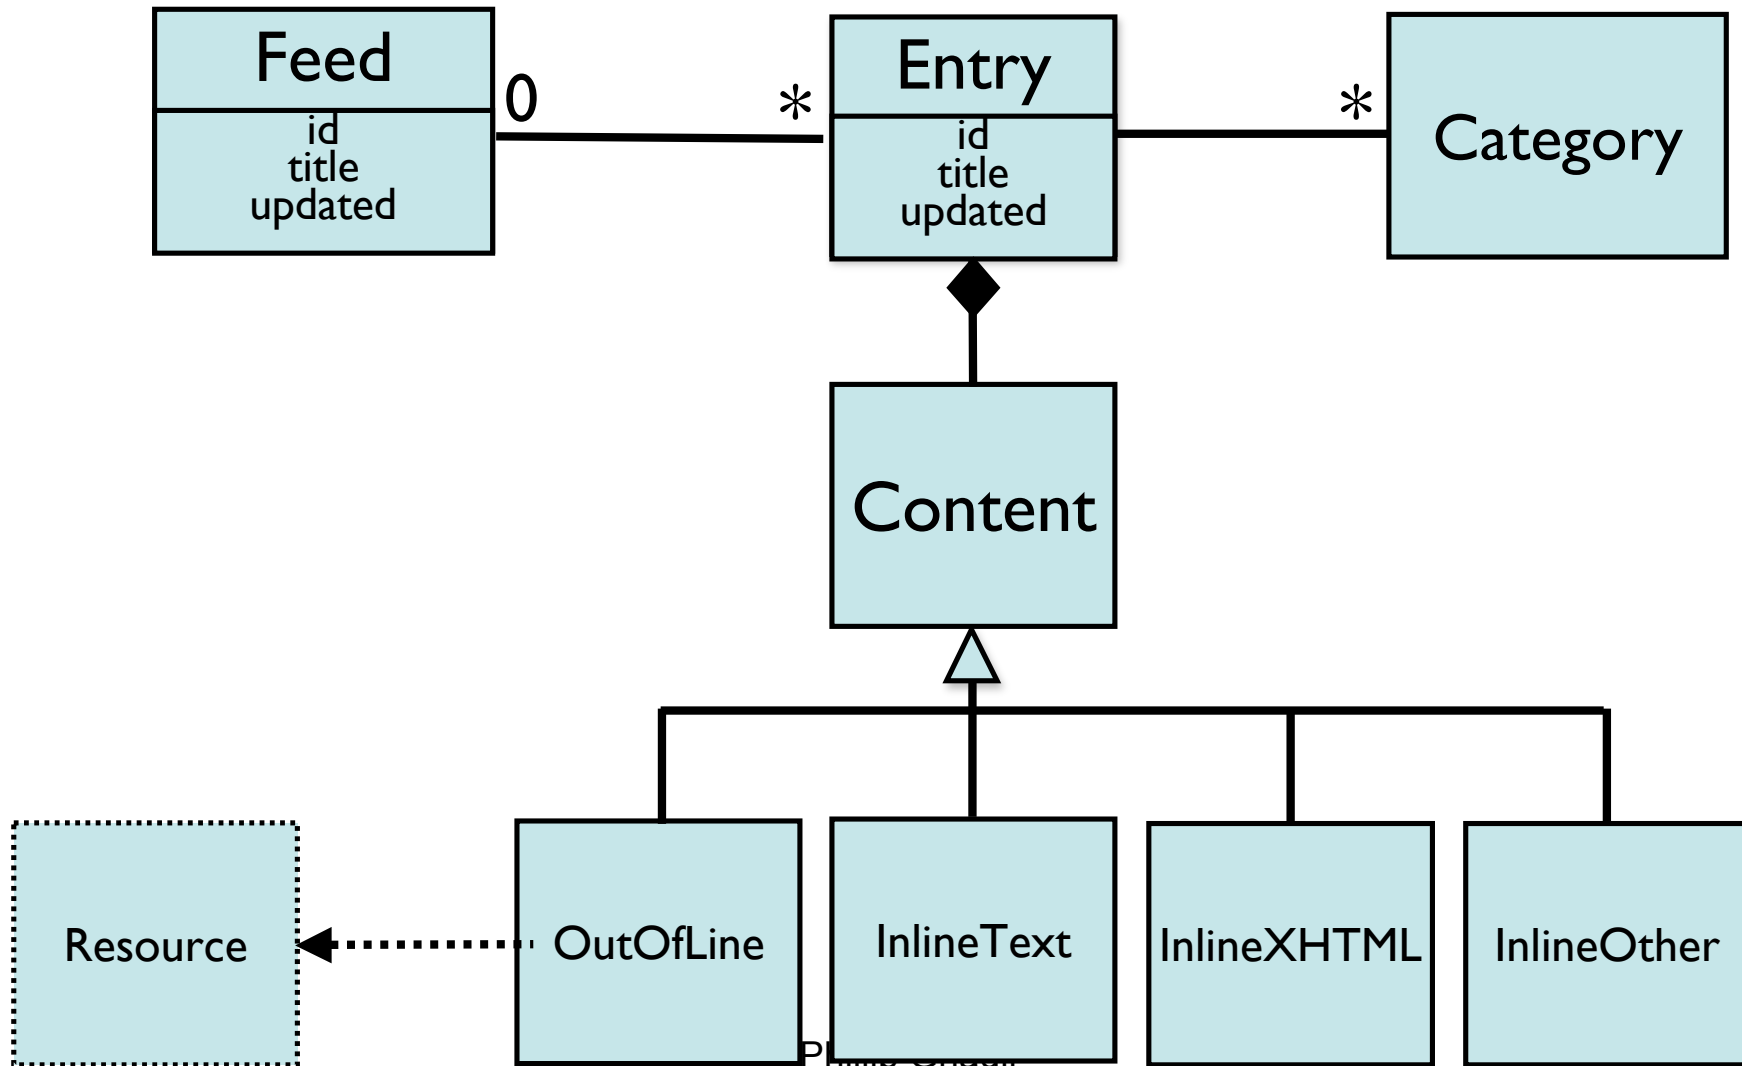 Feed
0
*
Entry
*
Category
id
title
updated
id
title
updated
Content
Resource
OutOfLine
InlineText
InlineXHTML
InlineOther